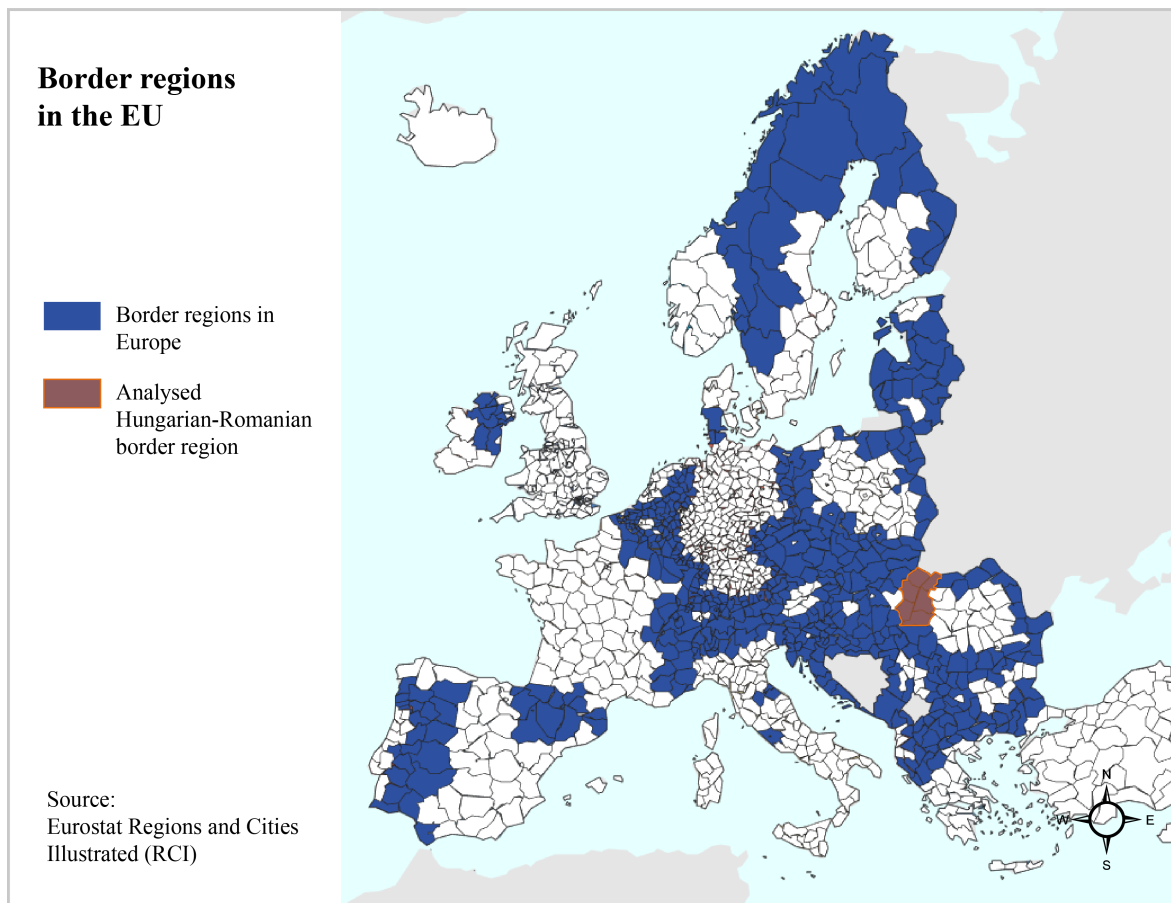 Border regions
in the EU
Border regions in
Europe
Analysed
Hungarian-Romanian
border region
Source:
Eurostat Regions and Cities
Illustrated (RCI)
N
W
E
S